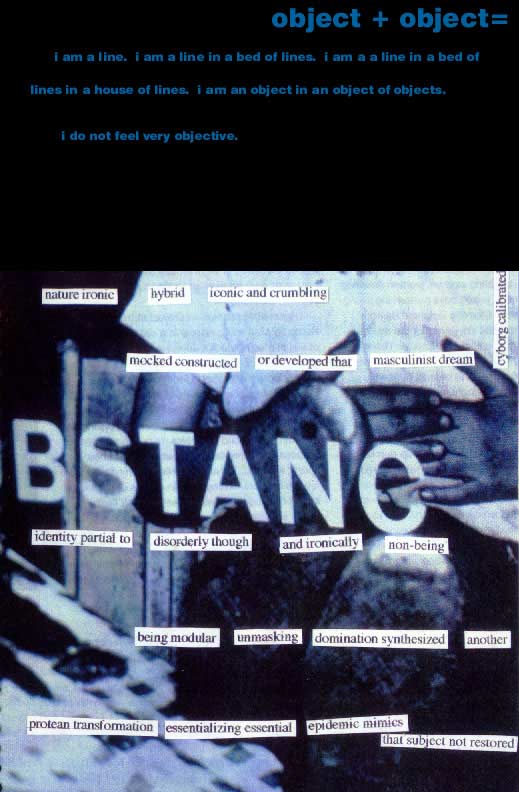 object + object=
i am a line. i am a line in a bed of lines. i am a a line in a bed of
lines in a house of lines. i am an object in an object of objects.
i do not feel very objective.
nature ironic hybrid iconic and crumbling
cyborg calibrated
mocked constructed or developed that masculinist dream
BSTANC
identity partial to disorderly though and ironically non-being
being modular unmasking domination synthesized another
protean transformation essentializing essential epidemic mimics
that subject not restored